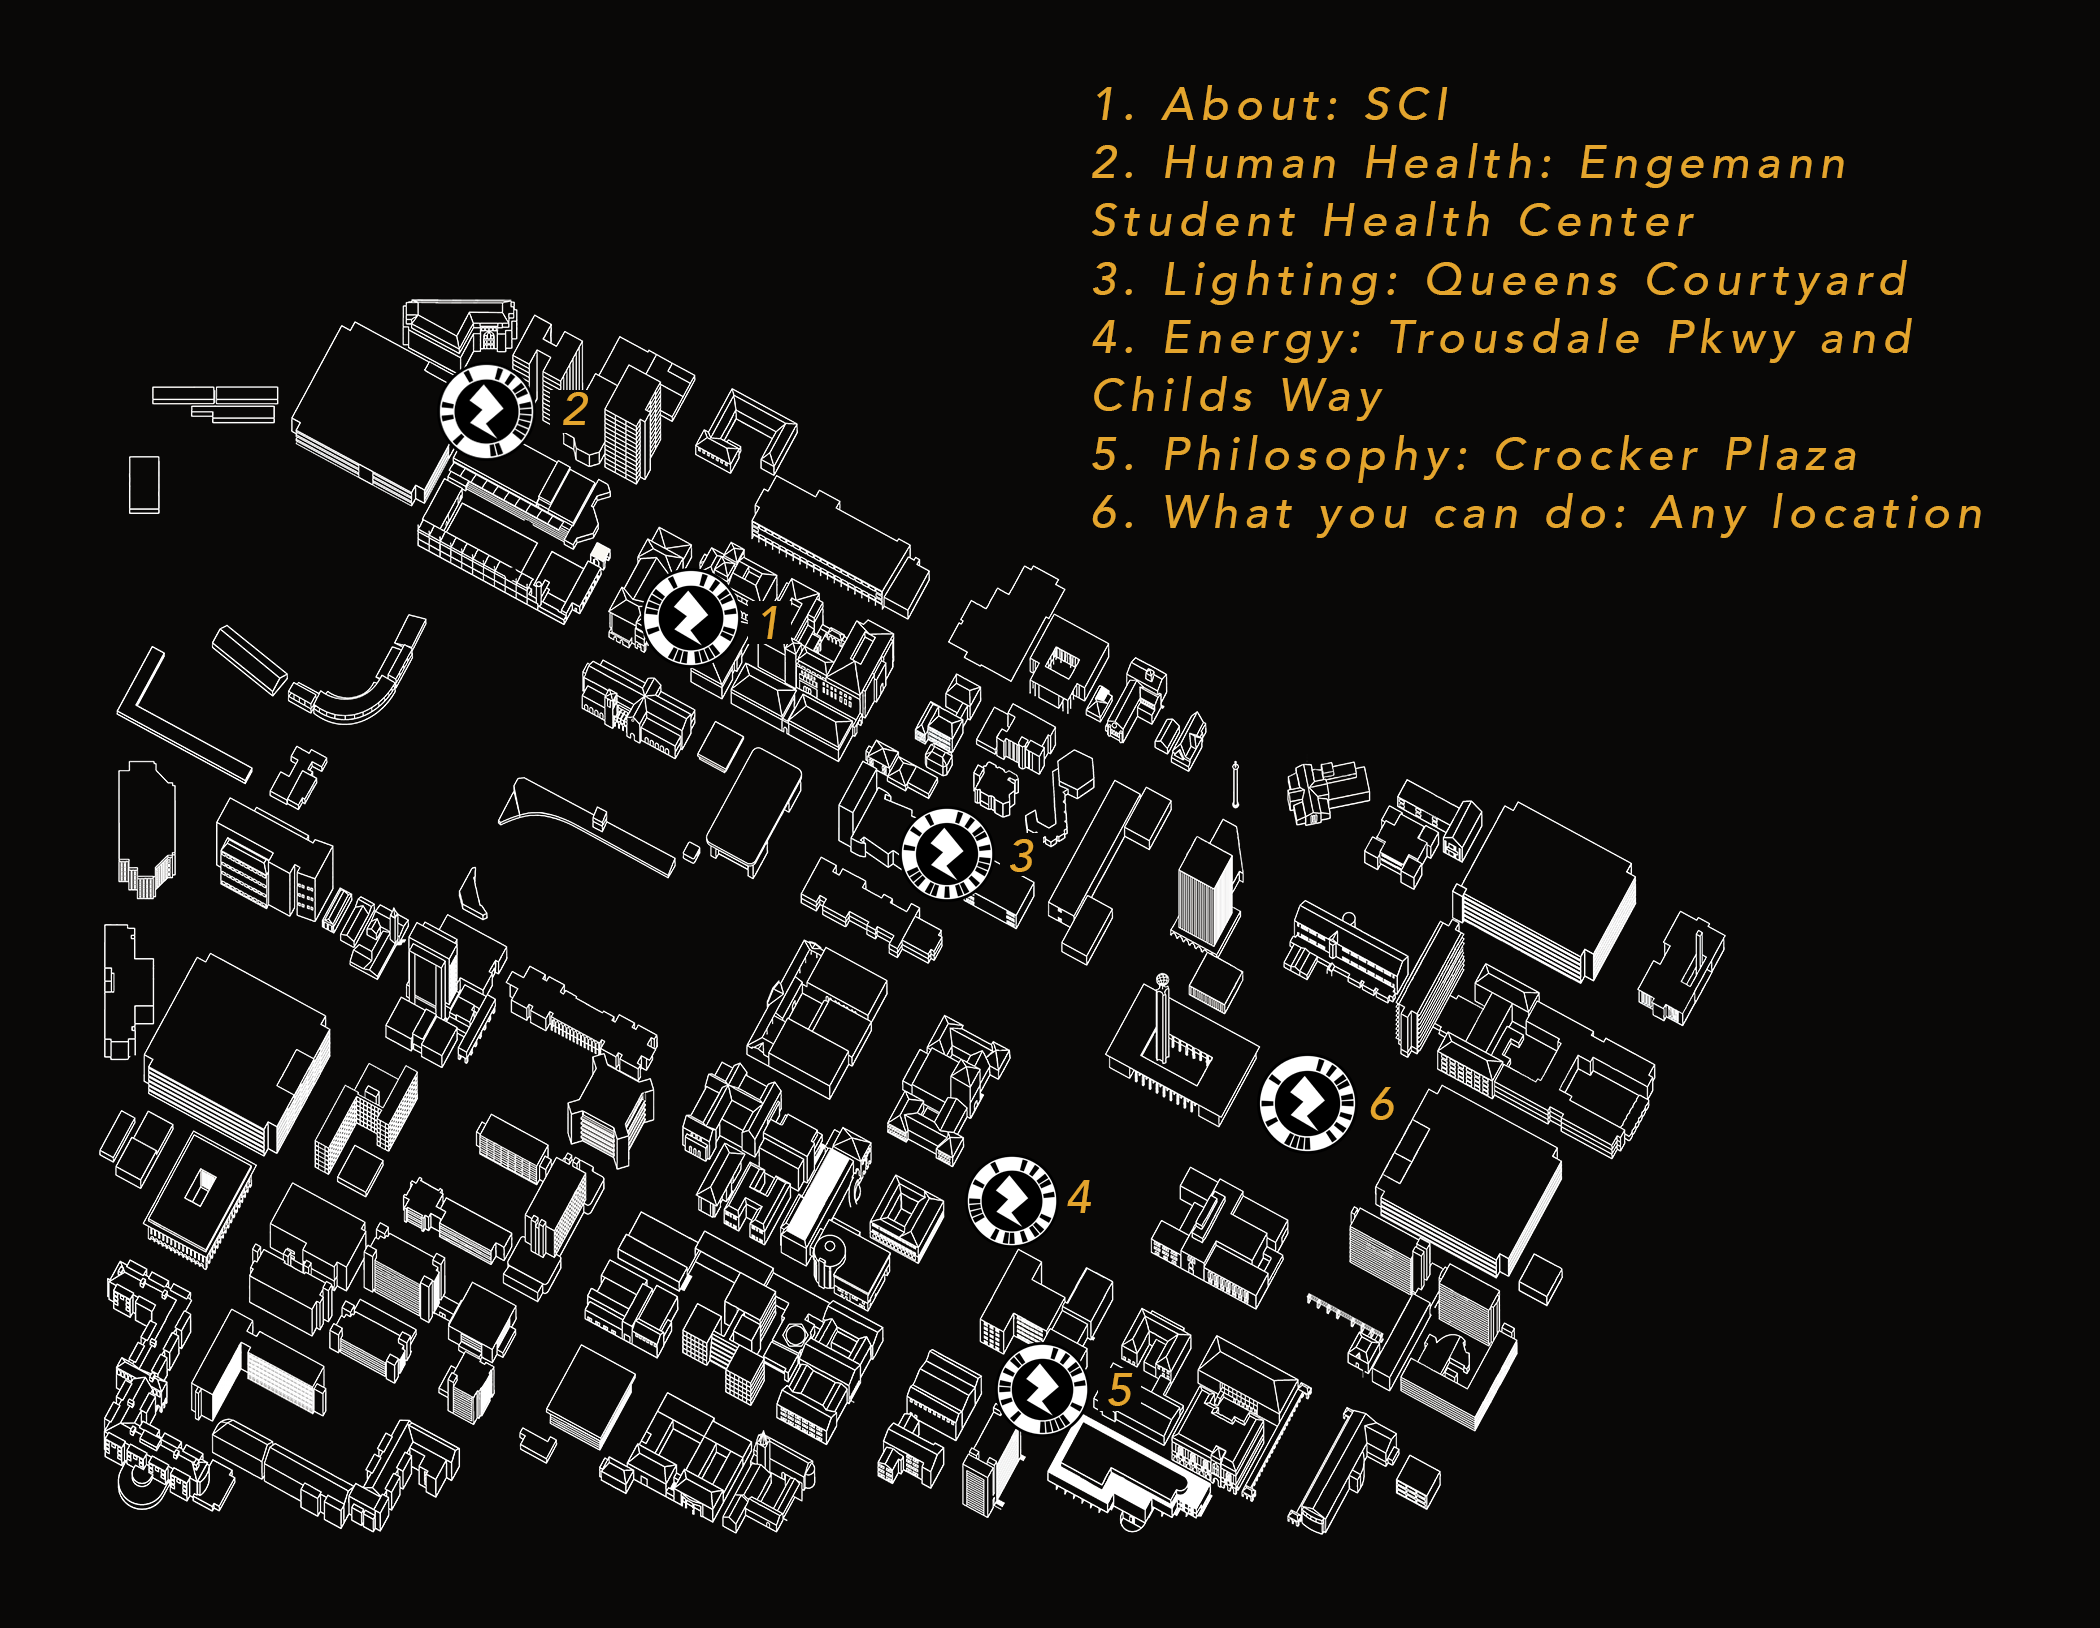 1. About: SCI
2. Human Health: Engemann
Student Health Center
3. Lighting: Queens Courtyard
4. Energy: Trousdale Pkwy and
Childs Way
5. Philosophy: Crocker Plaza
6. What you can do: Any location
2
1
3
6
4
5